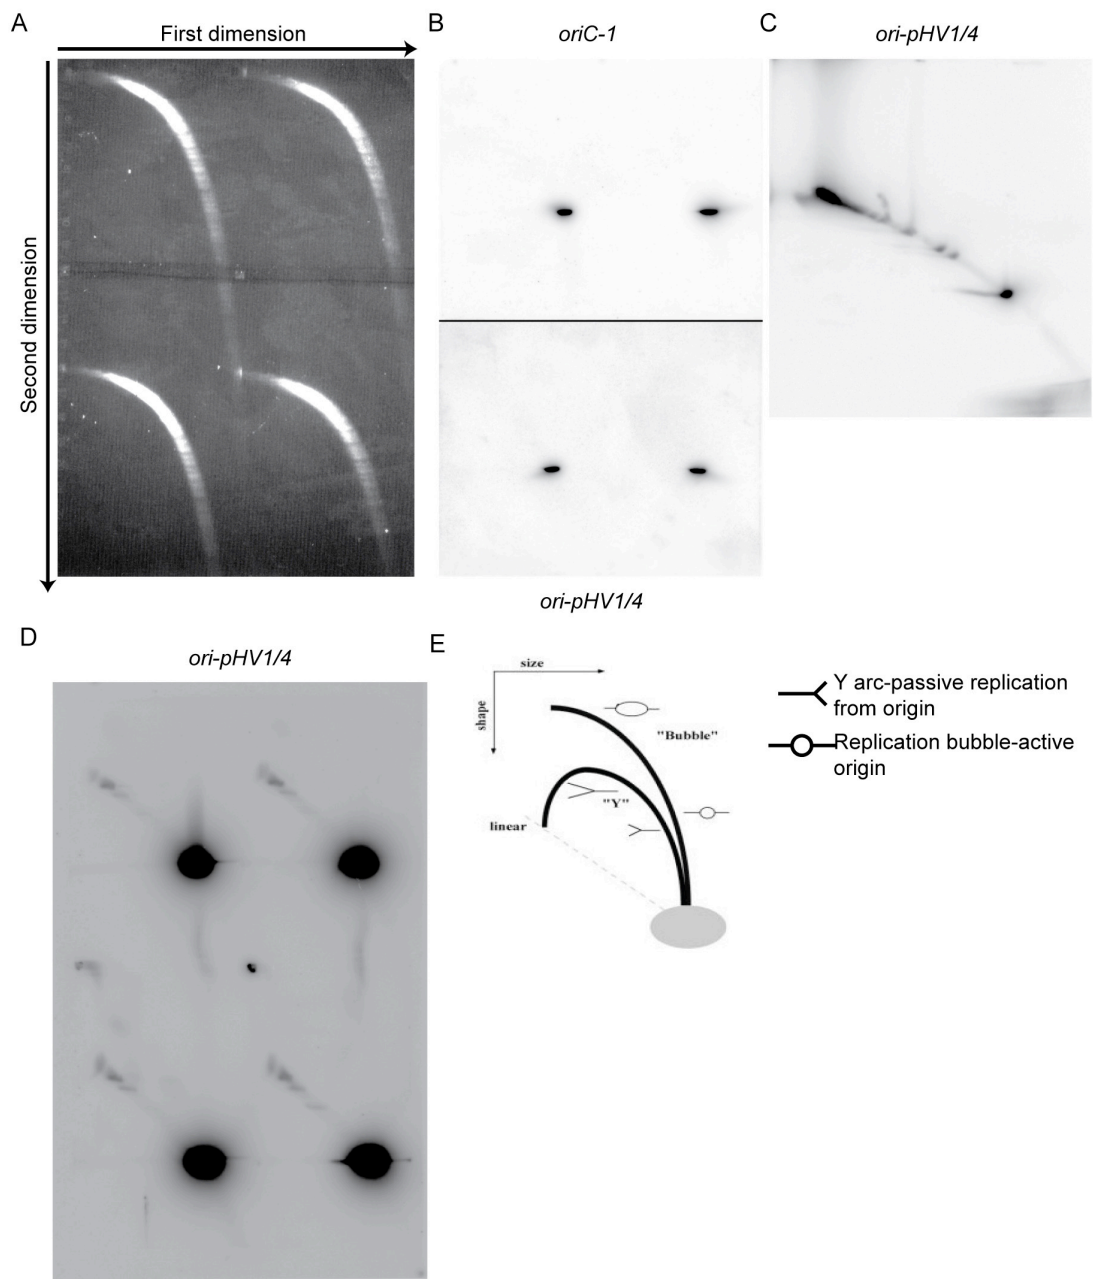 A
First dimension
Second dimension
B
oriC-1
ori-pHV1/4
C
ori-pHV1/4
D
ori-pHV1/4
E
size
shape
"Bubble"
"Y"
linear
Y arc-passive replication
from origin
Replication bubble-active
origin